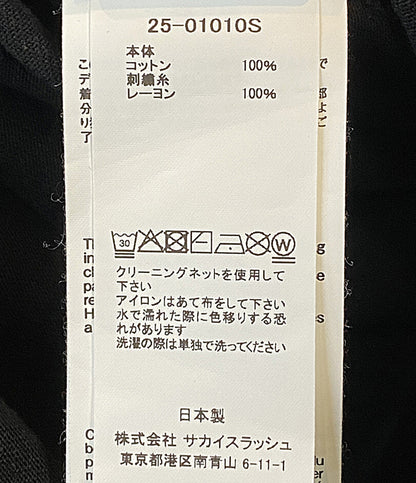 25-01010S
本体
コットン 100%
刺繍糸
レーヨン 100%
30
W
クリーニングネットを使用して
下さい
アイロンはあて布をして下さい
水で濡れた際に色移りする恐
れがあります
洗濯の際は単独で洗ってください
日本製
株式会社 サカイスラッシュ
東京都港区南青山 6-11-1